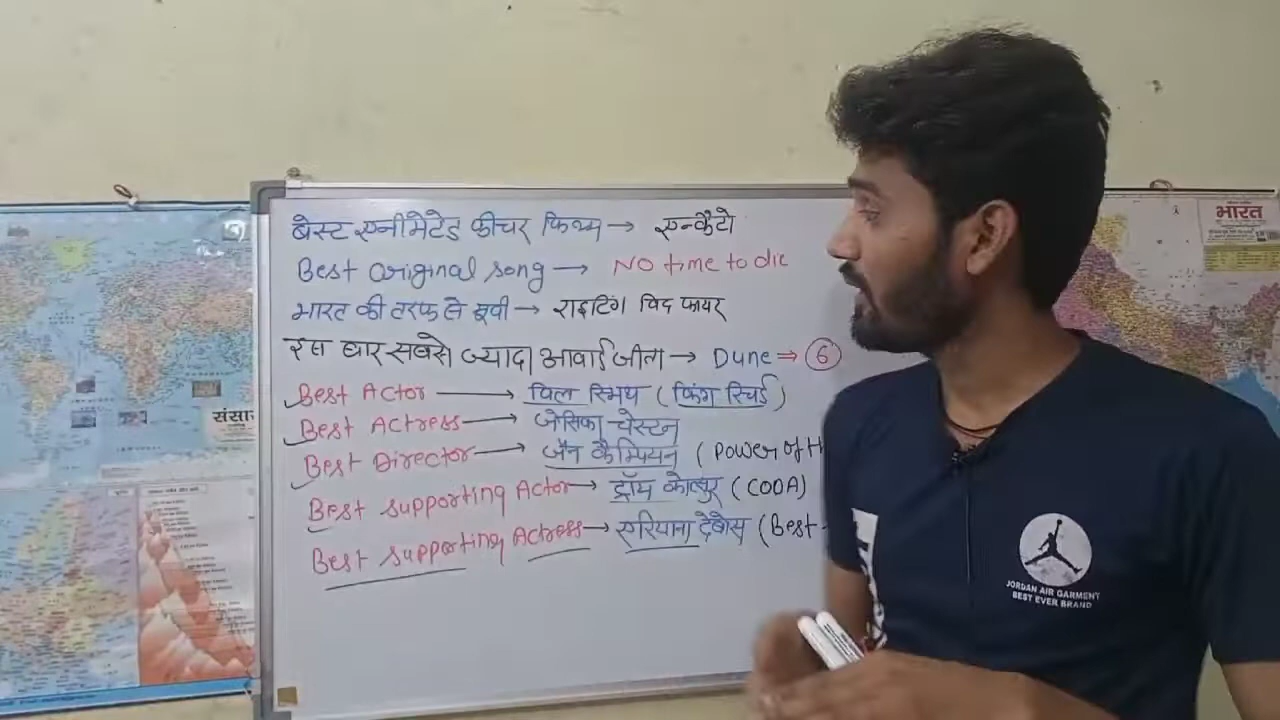 बेस्ट एनीमेटेड फीचर फिल्म → एन्कैंटो
Best Original song → NO time to die
भारत की तरफ से मूवी → राइटिंग विद फायर
इस बार सबसे ज्यादा आवार्ड जीता → Dune ⇒ 6
Best Actor → विल स्मिथ (किंग रिचर्ड)
Best Actress → जेसिका चेस्टन
Best Director → जैन कैम्पियन (Power of th
Best supporting Actor → ट्रॉय कोत्सुर (CODA)
Best supporting Actress → एरियाना देबोस (Best
संसार
भारत
JORDAN AIR GARMENT
BEST EVER BRAND